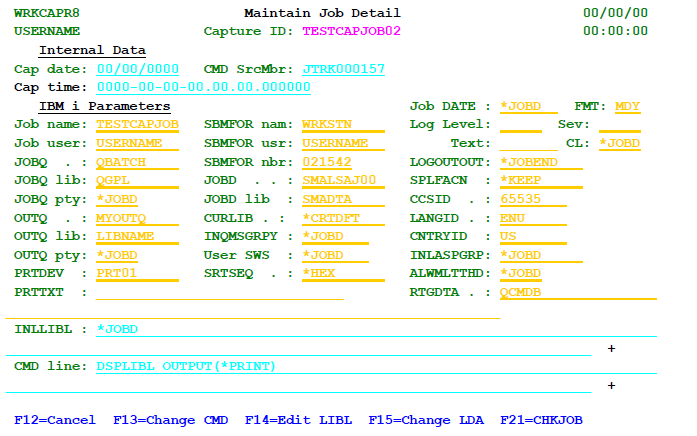 WRKCAPR8 Maintain Job Detail 00/00/00
USERNAME Capture ID: TESTCAPJOB02 00:00:00
Internal Data
Cap date: 00/00/0000 CMD SrcMbr: JTRK000157
Cap time: 0000-00-00-00.00.00.000000
IBM i Parameters Job DATE : *JOBD FMT: MDY
Job name: TESTCAPJOB SBMFOR nam: WRKSTN Log Level: Sev:
Job user: USERNAME SBMFOR usr: USERNAME Text: CL: *JOBD
JOBQ . : QBATCH SBMFOR nbr: 021542 LOGOUTOUT: *JOBEND
JOBQ lib: QGPL JOBD . . : SMALSAJ00 SPLFACN : *KEEP
JOBQ pty: *JOBD JOBD lib : SMADTA CCSID . : 65535
OUTQ . : MYOUTQ CURLIB . : *CRTDFT LANGID . : ENU
OUTQ lib: LIBNAME INQMSGRPY : *JOBD CNTRYID : US
OUTQ pty: *JOBD User SWS : *JOBD INLASPGRP: *JOBD
PRTDEV : PRT01 SRTSEQ . : *HEX ALWMLTTHD: *JOBD
PRTTXT : RTGDTA . : QCMDB
INLLIBL : *JOBD
+
CMD line: DSPLIBL OUTPUT(*PRINT)
+
F12=Cancel F13=Change CMD F14=Edit LIBL F15=Change LDA F21=CHKJOB